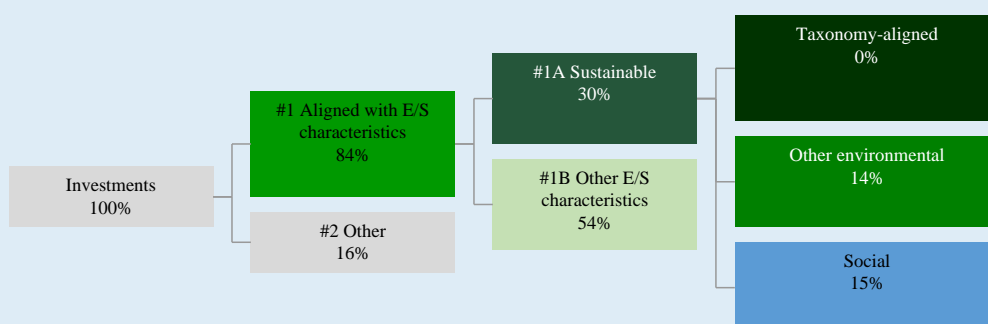 Investments
100%
#1 Aligned with E/S
characteristics
84%
#2 Other
16%
#1A Sustainable
30%
#1B Other E/S
characteristics
54%
Taxonomy-aligned
0%
Other environmental
14%
Social
15%